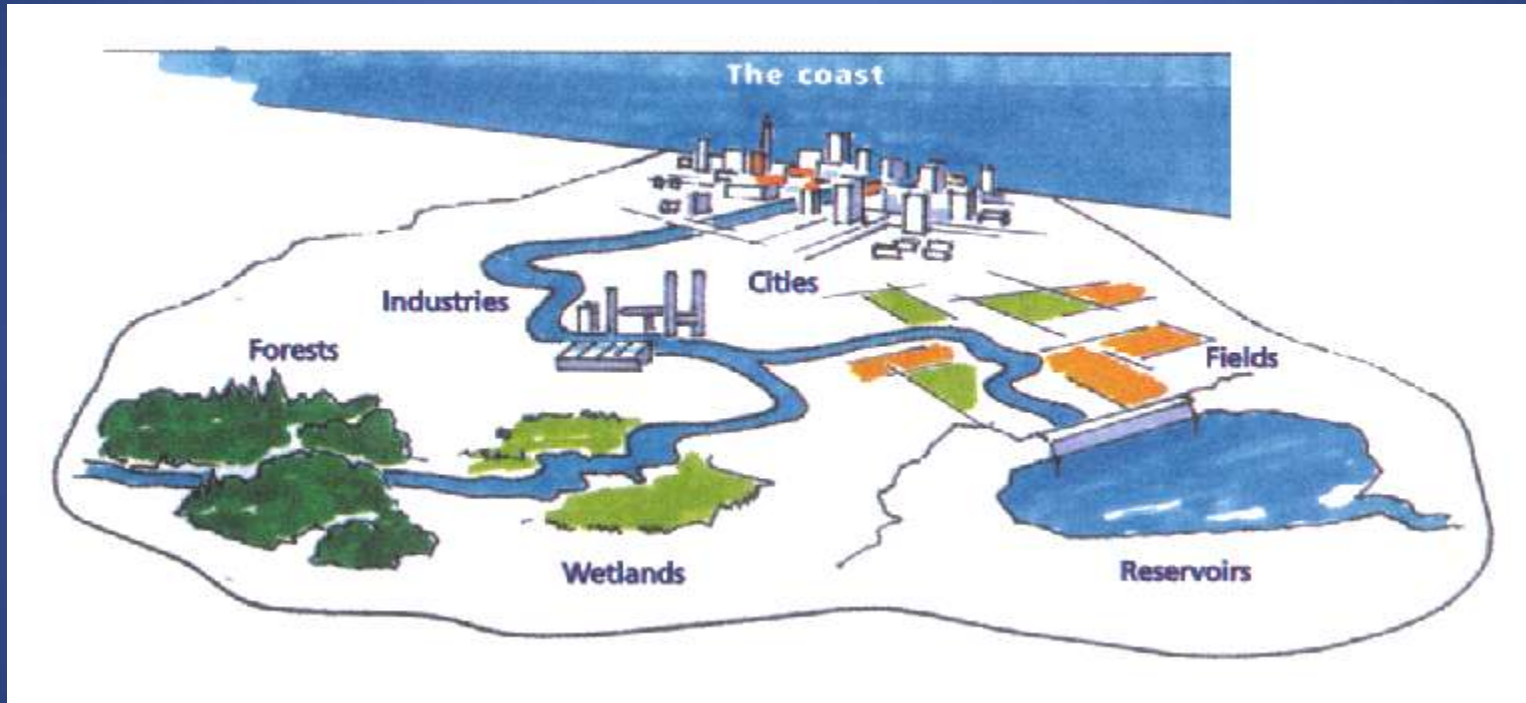 The coast
Cities
Industries
Forests
Fields
Wetlands
Reservoirs